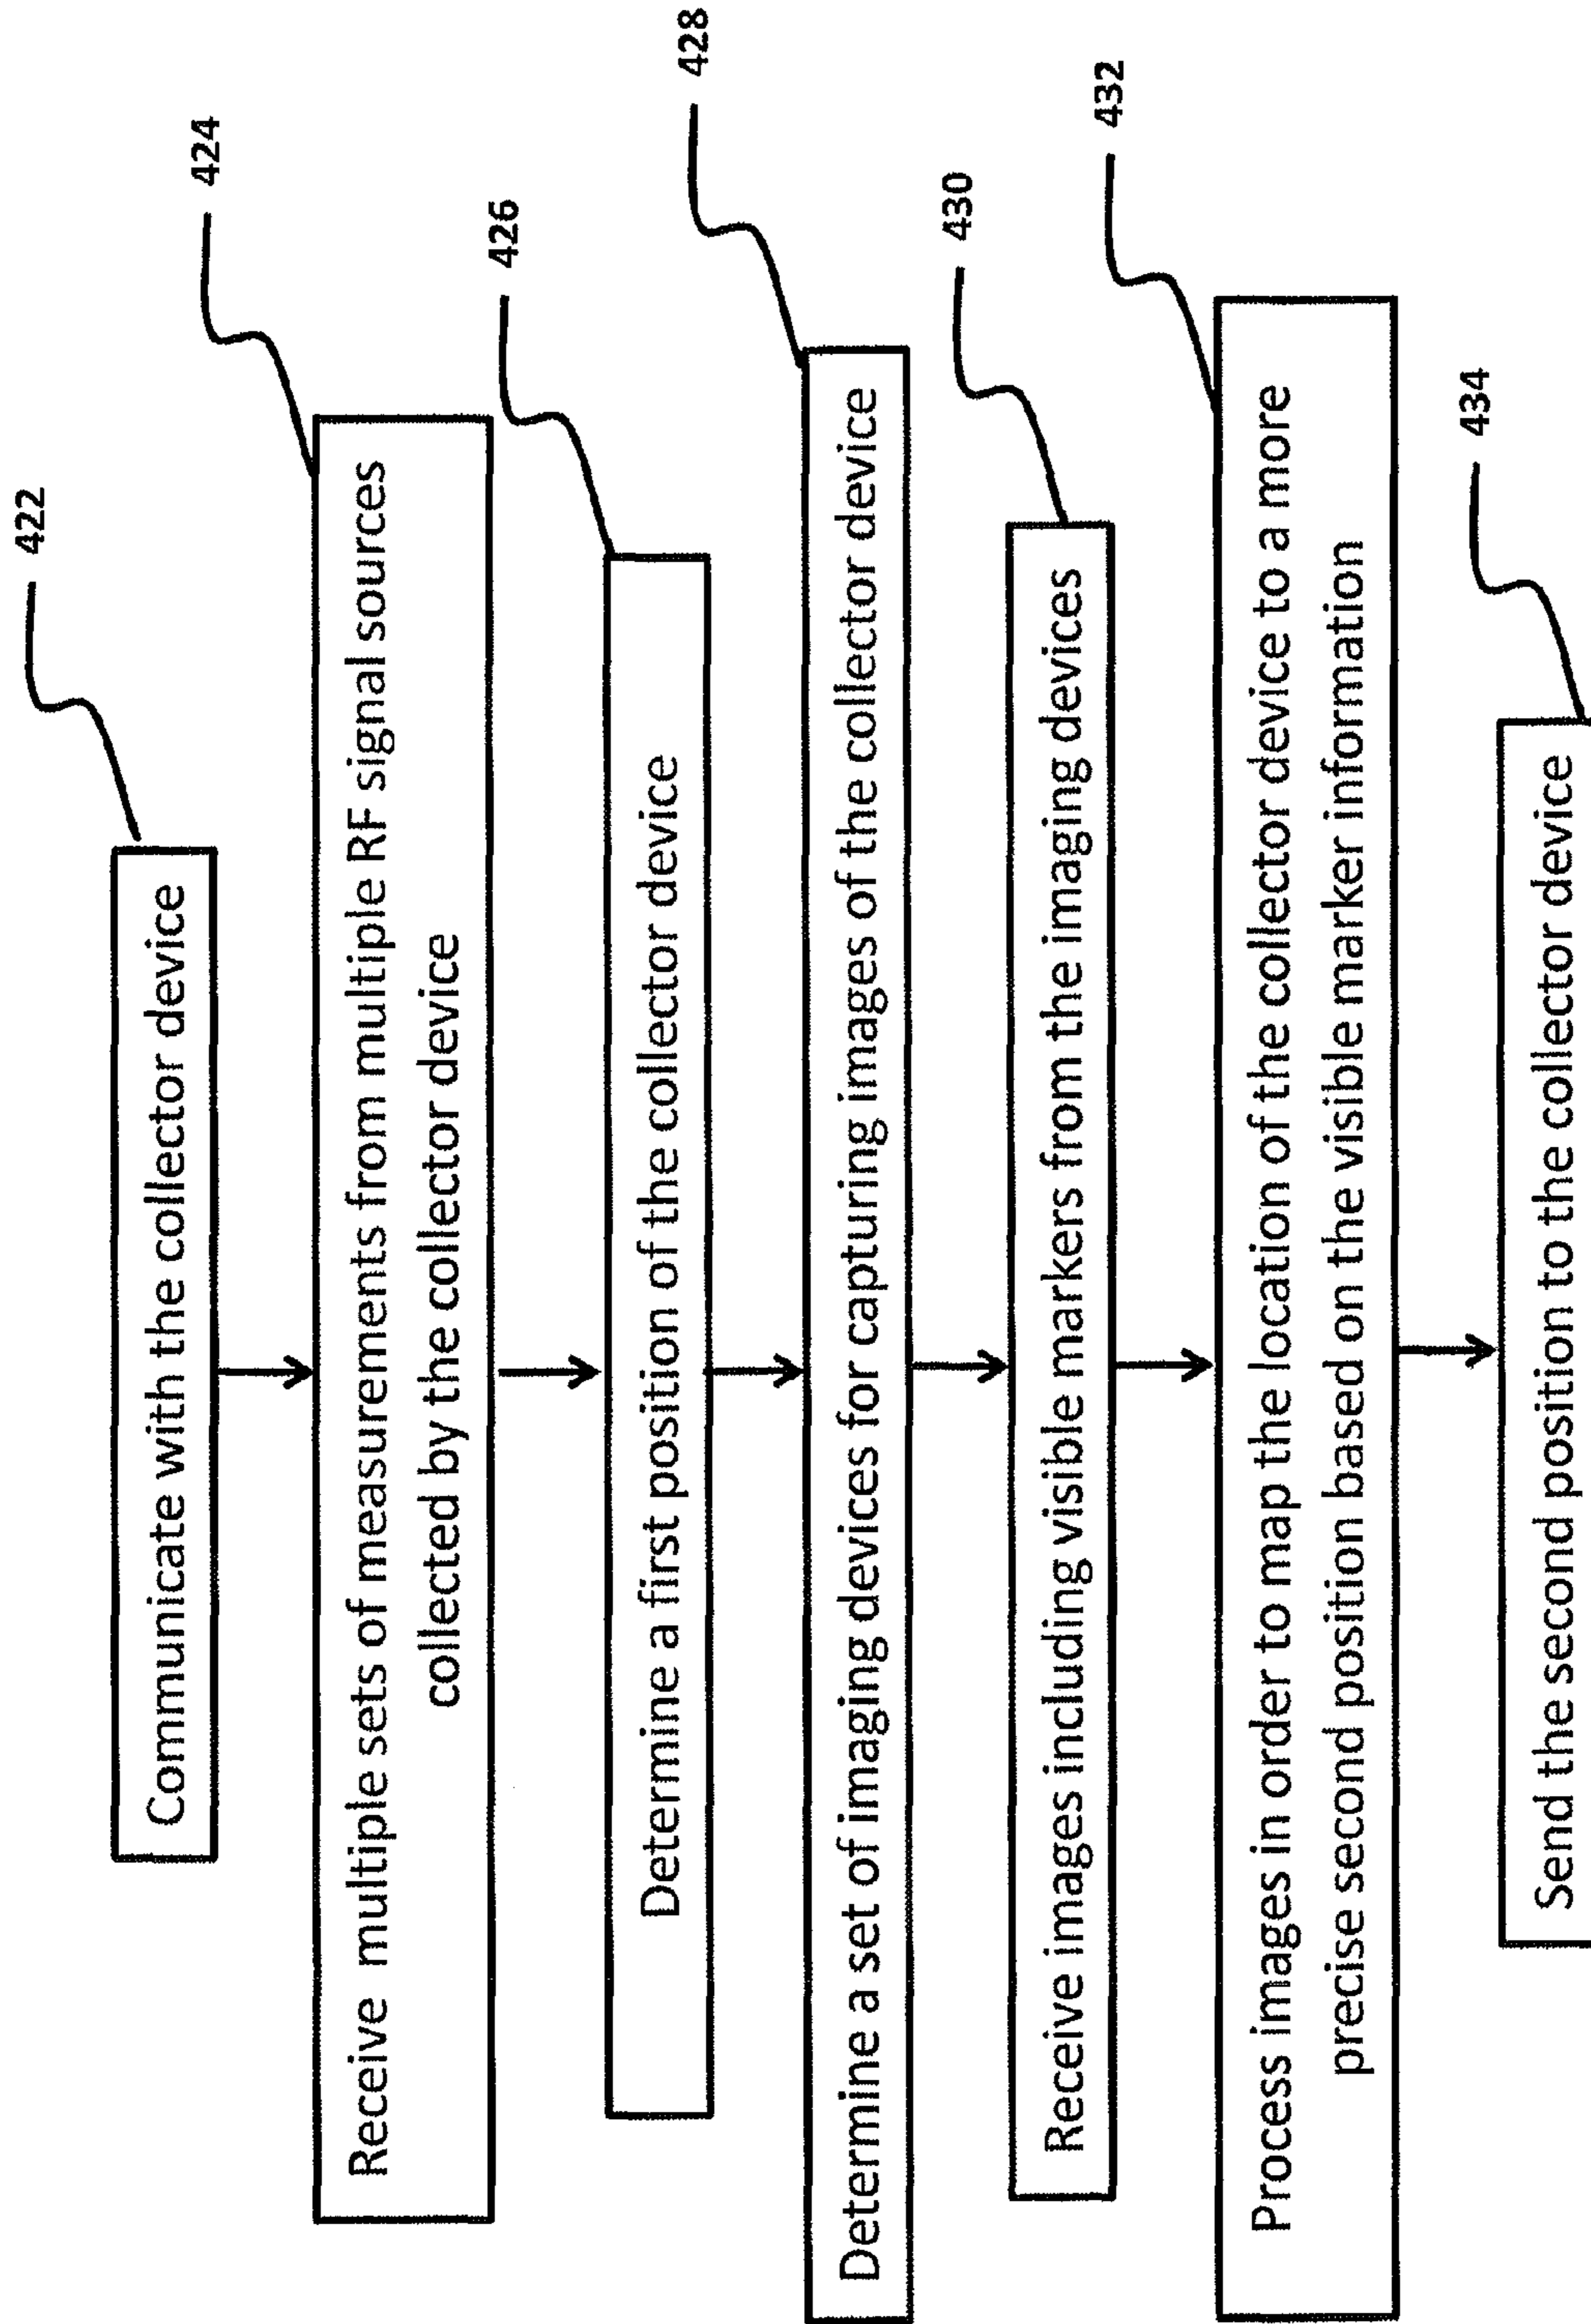 422
Communicate with the collector device
424
Receive multiple sets of measurements from multiple RF signal sources
collected by the collector device
426
Determine a first position of the collector device
428
Determine a set of imaging devices for capturing images of the collector device
430
Receive images including visible markers from the imaging devices
432
Process images in order to map the location of the collector device to a more
precise second position based on the visible marker information
434
Send the second position to the collector device